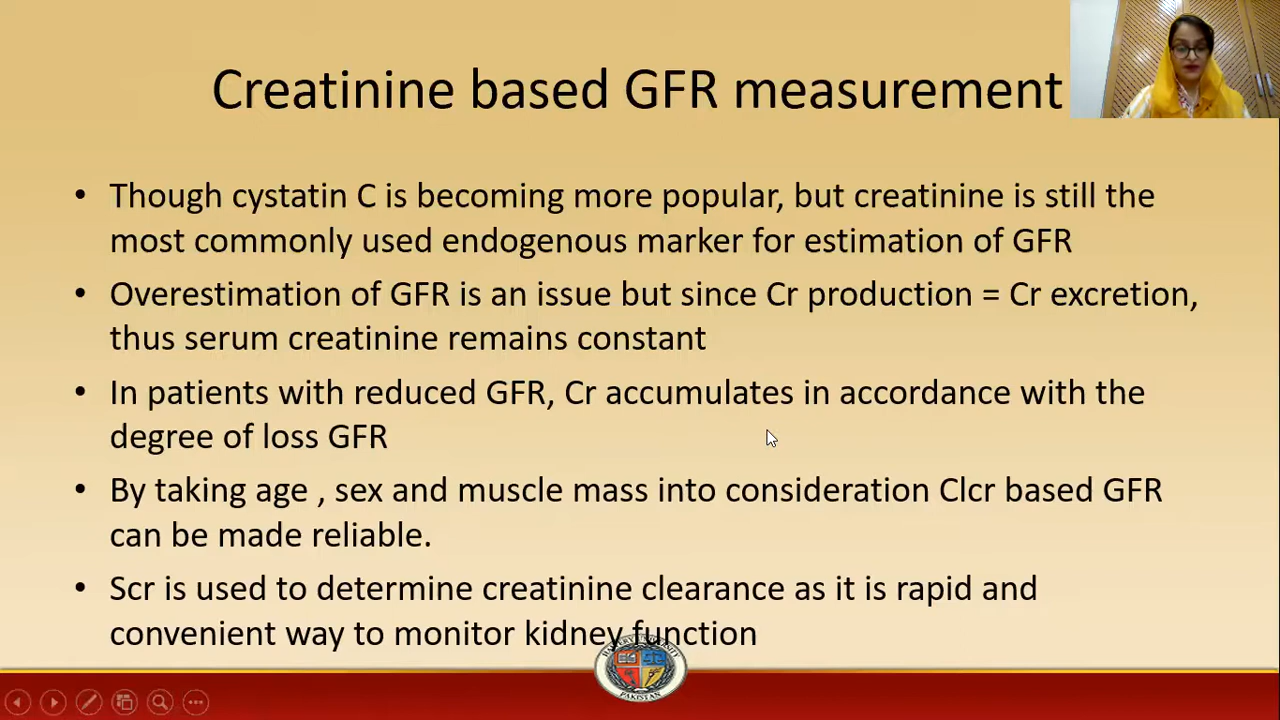 Creatinine based GFR measurement
• Though cystatin C is becoming more popular, but creatinine is still the
most commonly used endogenous marker for estimation of GFR
• Overestimation of GFR is an issue but since Cr production = Cr excretion,
thus serum creatinine remains constant
• In patients with reduced GFR, Cr accumulates in accordance with the
degree of loss GFR
• By taking age , sex and muscle mass into consideration Clcr based GFR
can be made reliable.
• Scr is used to determine creatinine clearance as it is rapid and
convenient way to monitor kidney function
PAKISTAN